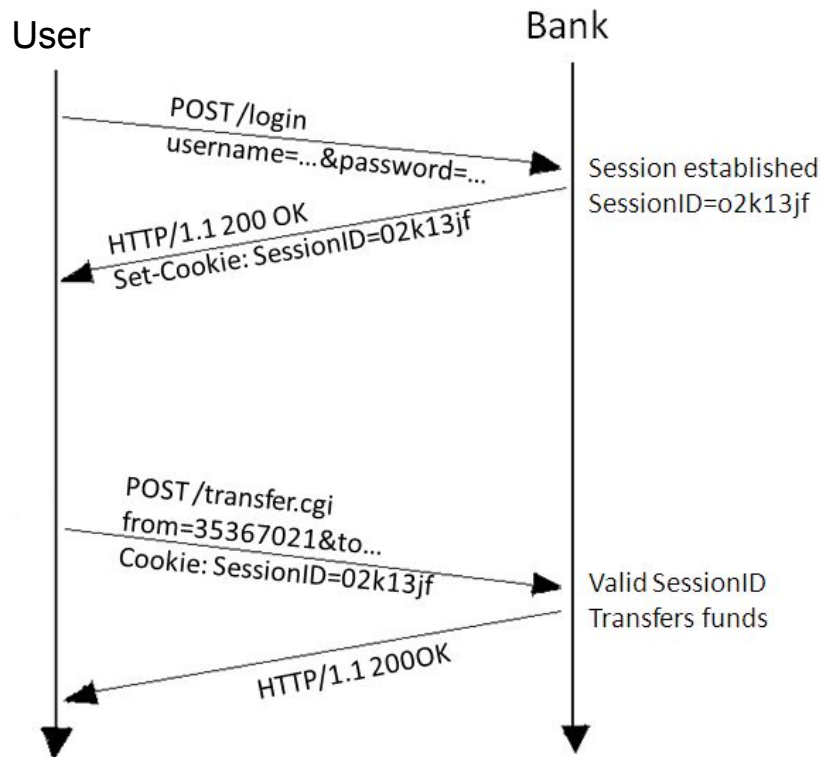 User
Bank
POST /login
username=...&password=...
Session established
SessionID=o2k13jf
HTTP/1.1 200 OK
Set-Cookie: SessionID=02k13jf
POST /transfer.cgi
from=35367021&to...
Cookie: SessionID=02k13jf
Valid SessionID
Transfers funds
HTTP/1.1 200OK